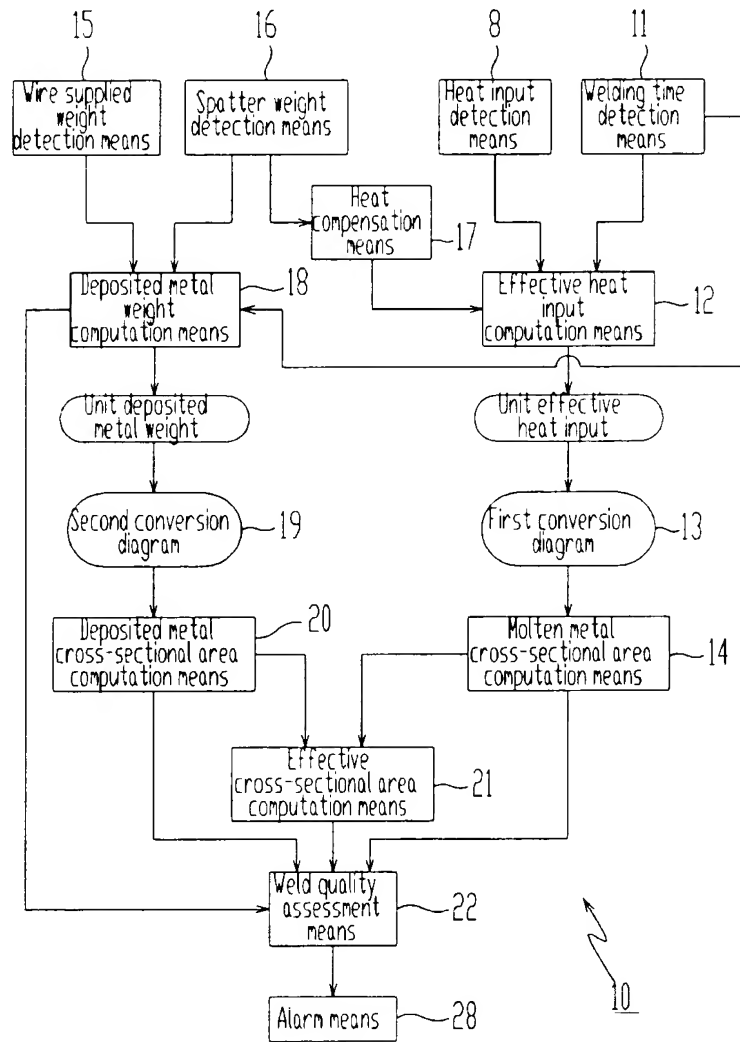 15
16
8
11
Wire supplied
weight
detection means
Spatter weight
detection means
Heat input
detection
means
Welding time
detection
means
Heat
compensation
means
17
Deposited metal
weight
computation means
18
Effective heat
input
computation means
12
Unit deposited
metal weight
Unit effective
heat input
Second conversion
diagram
19
First conversion
diagram
13
Deposited metal
cross-sectional area
computation means
20
Molten metal
cross-sectional area
computation means
14
Effective
cross-sectional area
computation means
21
Weld quality
assessment
means
22
Alarm means
28
10